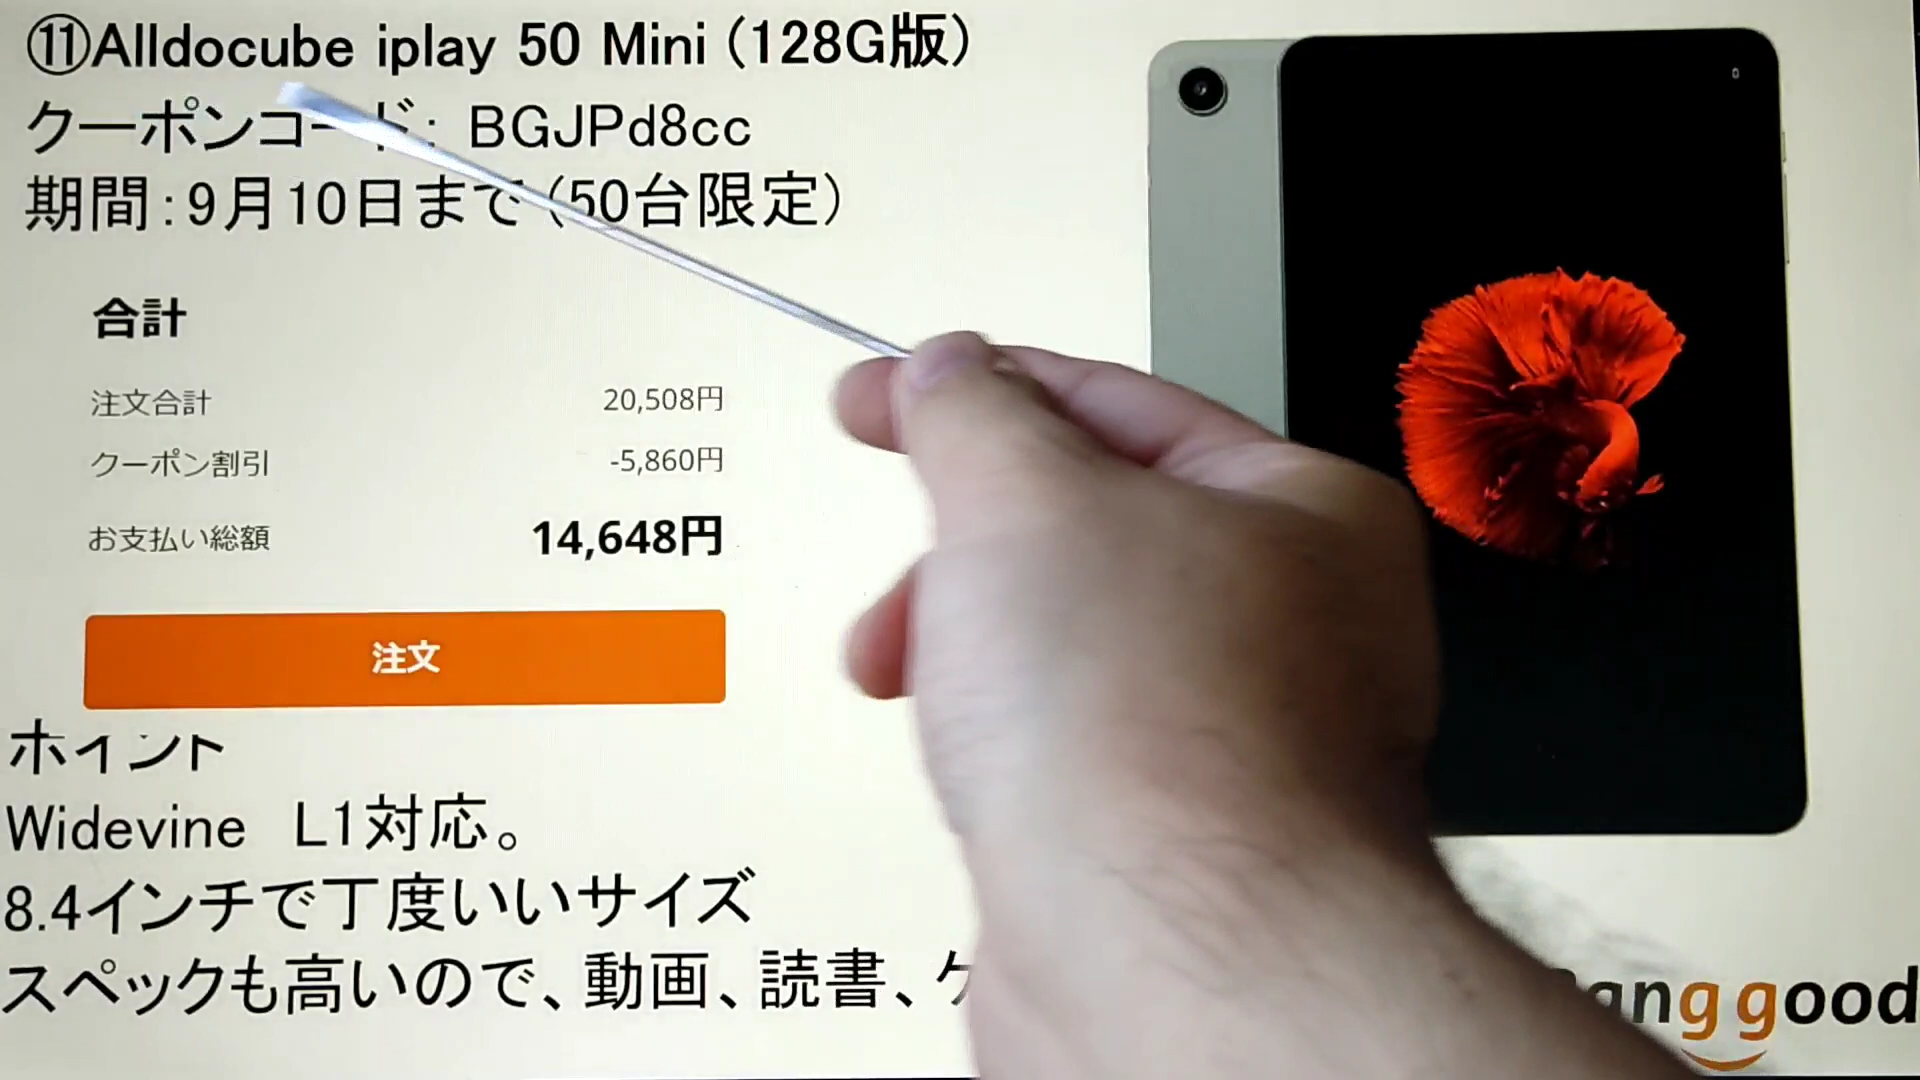 ⑪Alldocube iplay 50 Mini (128G版)
クーポンコード: BGJPd8cc
期間:9月10日まで (50台限定)
合計
注文合計 20,508円
クーポン割引 -5,860円
お支払い総額 14,648円
注文
ポイント
Widevine L1対応。
8.4インチで丁度いいサイズ
スペックも高いので、動画、読書、
Banggood